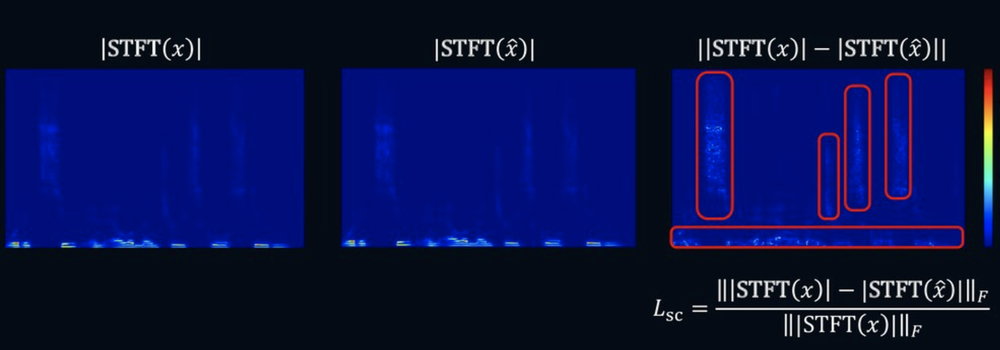 |STFT(x)|
|STFT(x̂)|
||STFT(x)| − |STFT(x̂)||
L_sc = ‖|STFT(x)| − |STFT(x̂)|‖_F / ‖|STFT(x)|‖_F